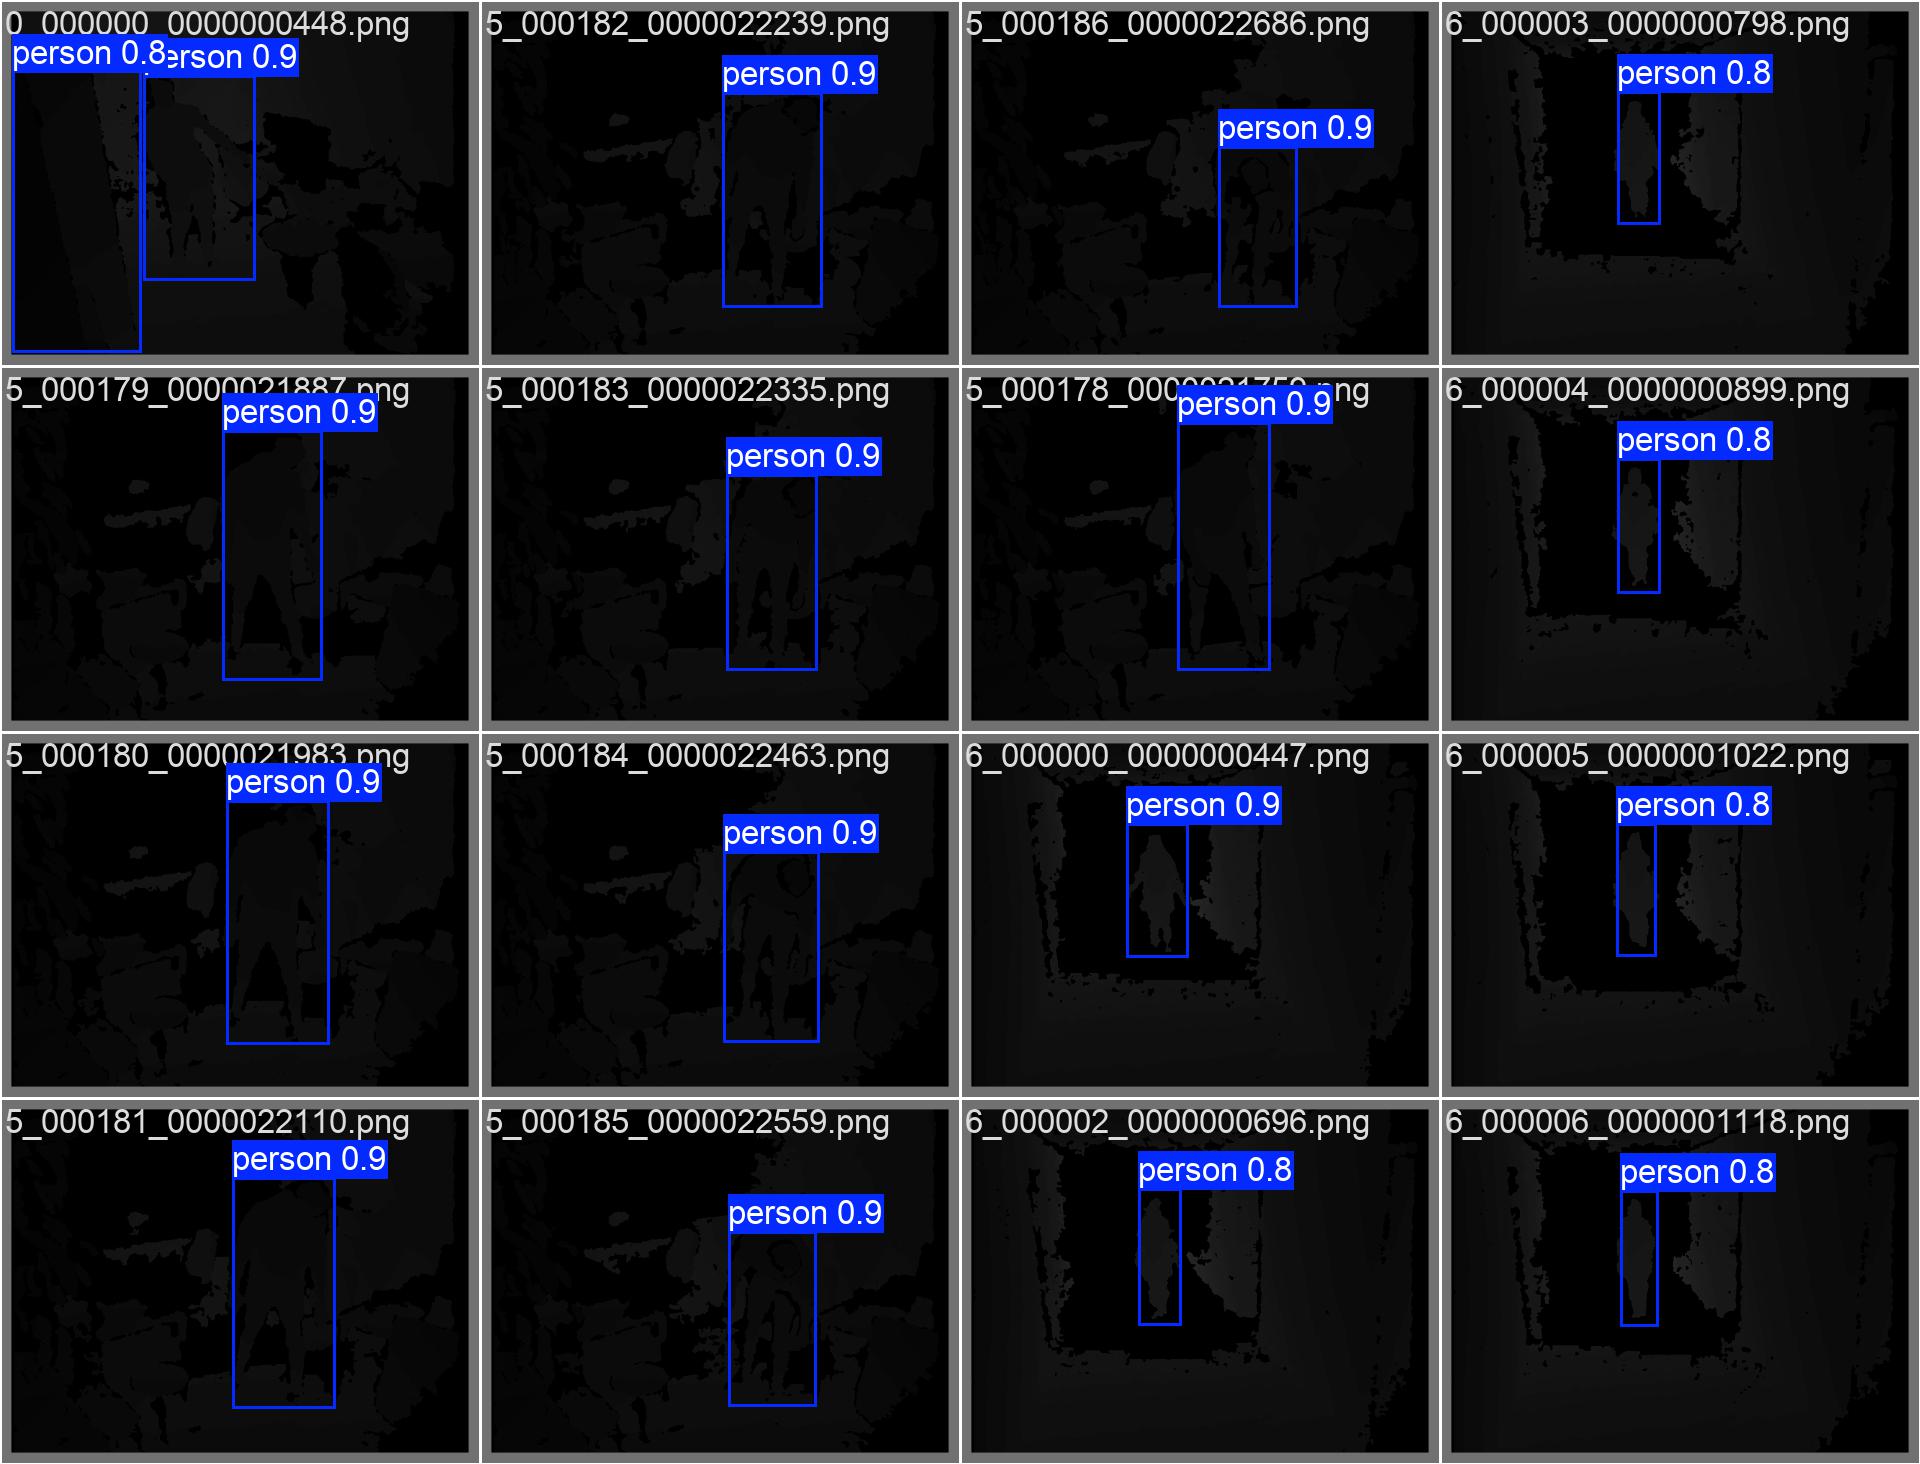 0_000000_0000000448.png
person 0.8
person 0.9
5_000182_0000022239.png
person 0.9
5_000186_0000022686.png
person 0.9
6_000003_0000000798.png
person 0.8
5_000179_0000021887.png
person 0.9
5_000183_0000022335.png
person 0.9
person 0.9
6_000004_0000000899.png
person 0.8
5_000180_0000021983.png
person 0.9
5_000184_0000022463.png
person 0.9
6_000000_0000000447.png
person 0.9
6_000005_0000001022.png
person 0.8
5_000181_0000022110.png
person 0.9
5_000185_0000022559.png
person 0.9
6_000002_0000000696.png
person 0.8
6_000006_0000001118.png
person 0.8